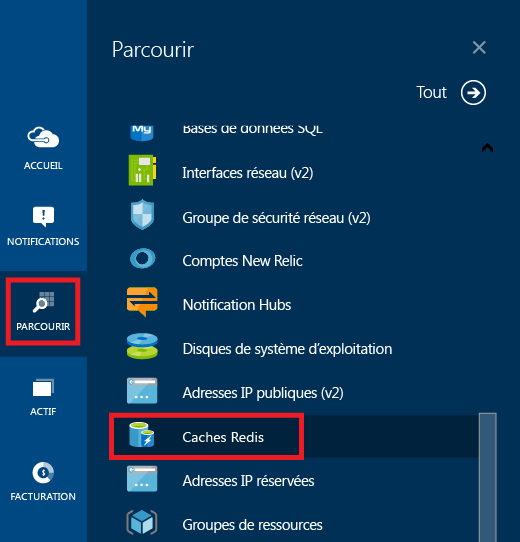 Parcourir
Tout
Bases de données SQL
Interfaces réseau (v2)
Groupe de sécurité réseau (v2)
Comptes New Relic
Notification Hubs
Disques de système d'exploitation
Adresses IP publiques (v2)
Caches Redis
Adresses IP réservées
Groupes de ressources
ACCUEIL
NOTIFICATIONS
PARCOURIR
ACTIF
FACTURATION